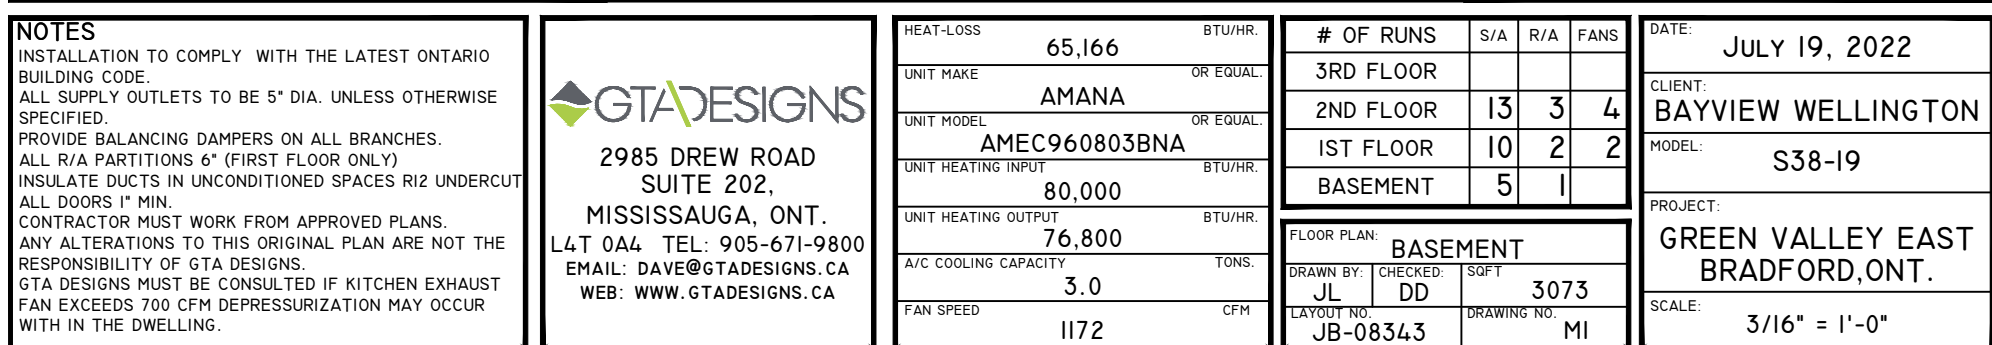 NOTES
INSTALLATION TO COMPLY WITH THE LATEST ONTARIO
BUILDING CODE.
ALL SUPPLY OUTLETS TO BE 5" DIA. UNLESS OTHERWISE
SPECIFIED.
PROVIDE BALANCING DAMPERS ON ALL BRANCHES.
ALL R/A PARTITIONS 6" (FIRST FLOOR ONLY)
INSULATE DUCTS IN UNCONDITIONED SPACES R12 UNDERCUT
ALL DOORS 1" MIN.
CONTRACTOR MUST WORK FROM APPROVED PLANS.
ANY ALTERATIONS TO THIS ORIGINAL PLAN ARE NOT THE
RESPONSIBILITY OF GTA DESIGNS.
GTA DESIGNS MUST BE CONSULTED IF KITCHEN EXHAUST
FAN EXCEEDS 700 CFM DEPRESSURIZATION MAY OCCUR
WITH IN THE DWELLING.
GTADESIGNS
2985 DREW ROAD
SUITE 202,
MISSISSAUGA, ONT.
L4T 0A4 TEL: 905-671-9800
EMAIL: DAVE@GTADESIGNS.CA
WEB: WWW.GTADESIGNS.CA
HEAT-LOSS BTU/HR.
65,166
UNIT MAKE OR EQUAL.
AMANA
UNIT MODEL OR EQUAL.
AMEC960803BNA
UNIT HEATING INPUT BTU/HR.
80,000
UNIT HEATING OUTPUT BTU/HR.
76,800
A/C COOLING CAPACITY TONS.
3.0
FAN SPEED CFM
1172
# OF RUNS S/A R/A FANS
3RD FLOOR
2ND FLOOR 13 3 4
1ST FLOOR 10 2 2
BASEMENT 5 1
FLOOR PLAN:
BASEMENT
DRAWN BY: CHECKED: SQFT
JL DD 3073
LAYOUT NO. DRAWING NO.
JB-08343 M1
DATE:
JULY 19, 2022
CLIENT:
BAYVIEW WELLINGTON
MODEL:
S38-19
PROJECT:
GREEN VALLEY EAST
BRADFORD,ONT.
SCALE:
3/16" = 1'-0"